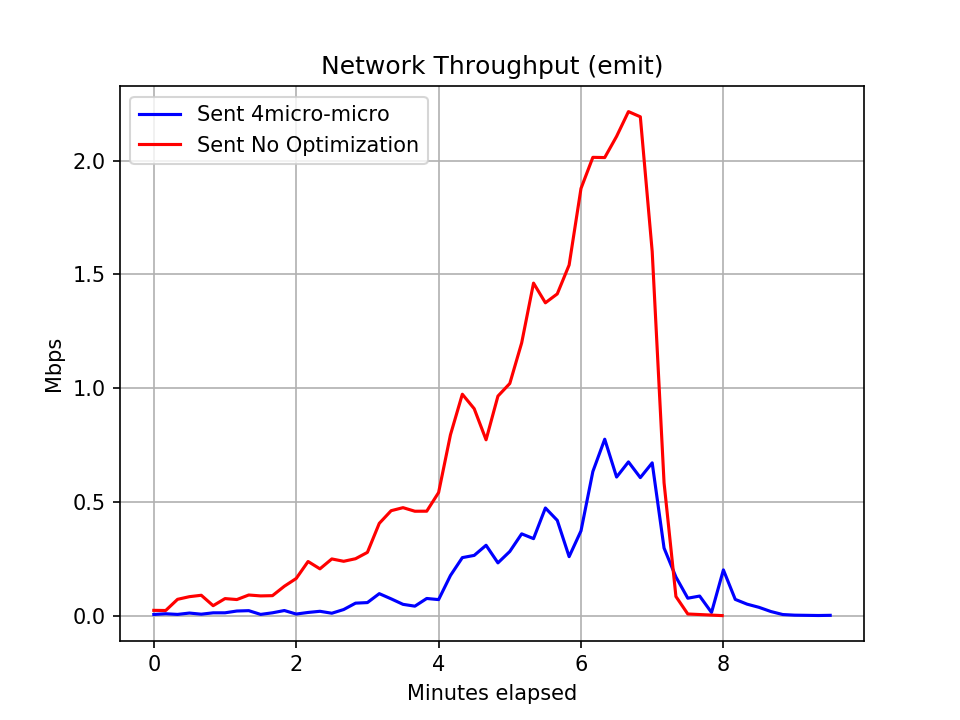 Network Throughput (emit)
Sent 4micro-micro
Sent No Optimization
Mbps
2.0
1.5
1.0
0.5
0.0
0 2 4 6 8
Minutes elapsed